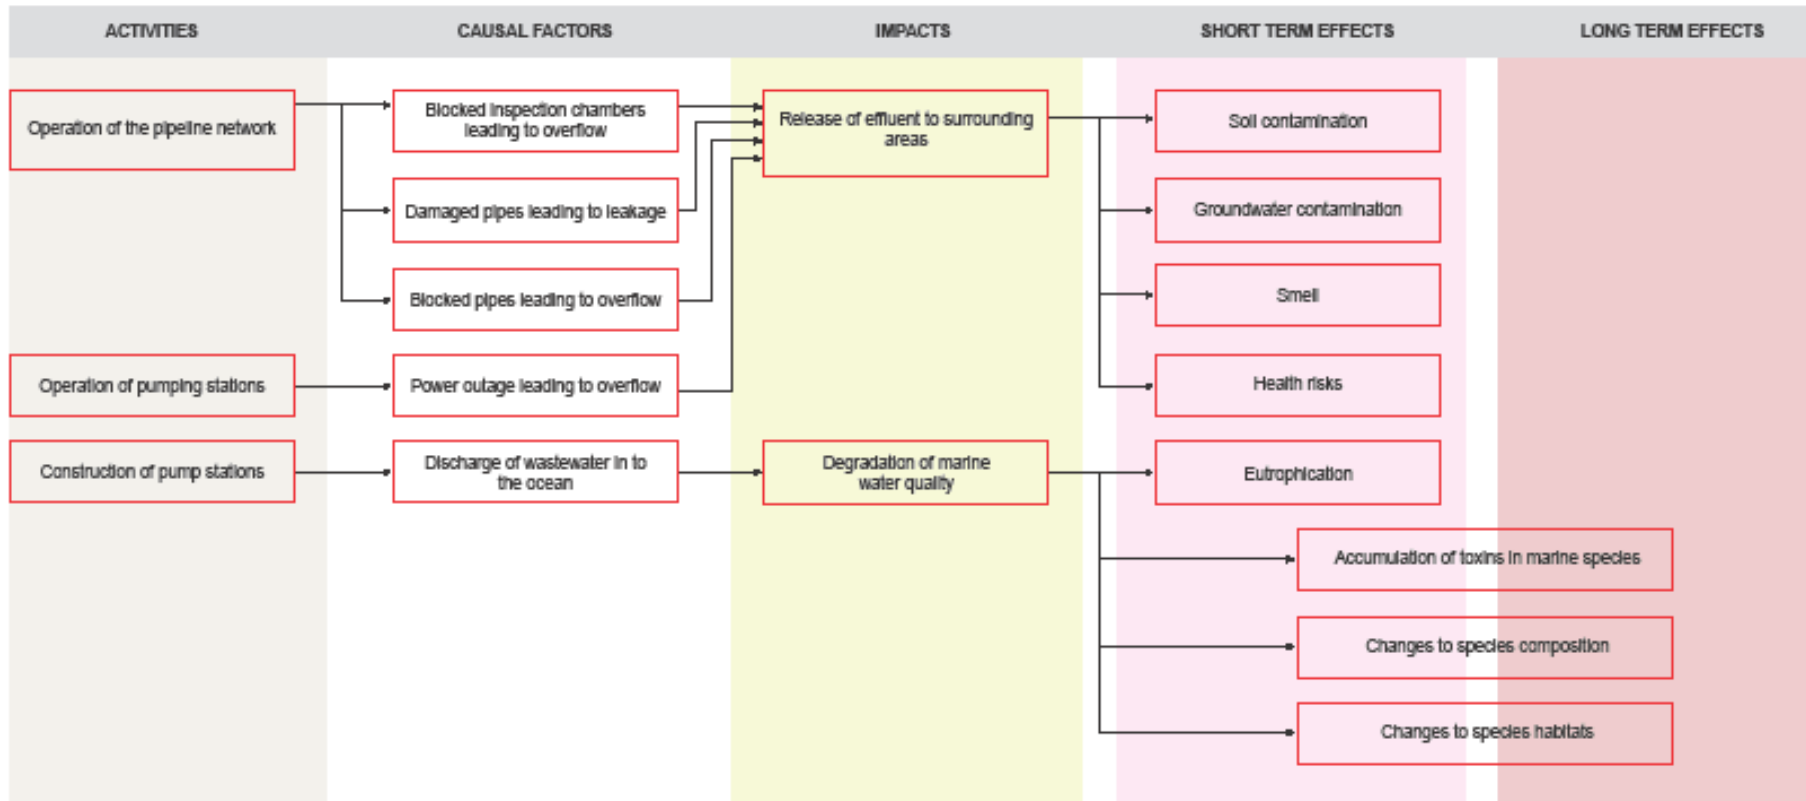 ACTIVITIES
CAUSAL FACTORS
IMPACTS
SHORT TERM EFFECTS
LONG TERM EFFECTS
Operation of the pipeline network
Blocked inspection chambers
leading to overflow
Release of effluent to surrounding
areas
Soil contamination
Damaged pipes leading to leakage
Groundwater contamination
Blocked pipes leading to overflow
Smell
Operation of pumping stations
Power outage leading to overflow
Health risks
Construction of pump stations
Discharge of wastewater in to
the ocean
Degradation of marine
water quality
Eutrophication
Accumulation of toxins in marine species
Changes to species composition
Changes to species habitats